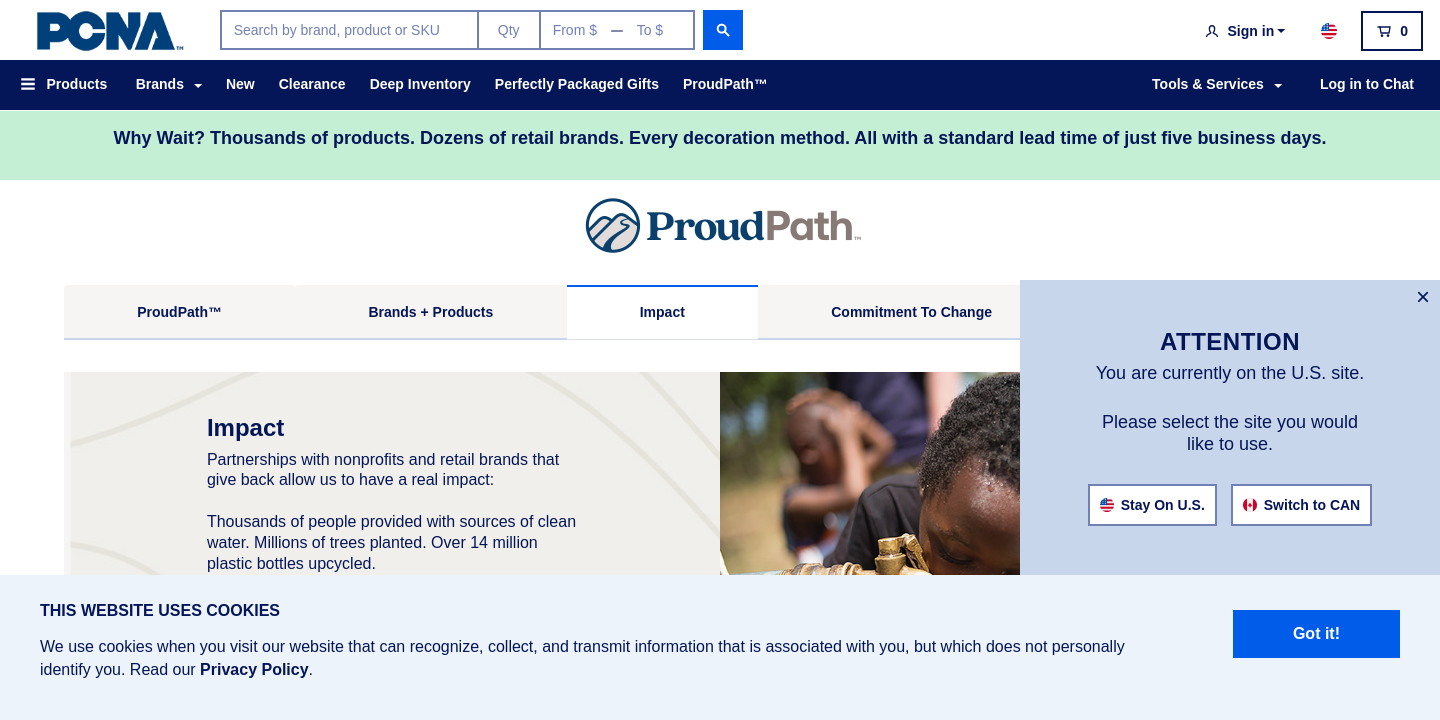 PCNA™
Search by brand, product or SKU
Qty
From $ — To $
Sign in
0
Products
Brands
New
Clearance
Deep Inventory
Perfectly Packaged Gifts
ProudPath™
Tools & Services
Log in to Chat
Why Wait? Thousands of products. Dozens of retail brands. Every decoration method. All with a standard lead time of just five business days.
ProudPath™
ProudPath™
Brands + Products
Impact
Commitment To Change
Impact
Partnerships with nonprofits and retail brands that
give back allow us to have a real impact:
Thousands of people provided with sources of clean
water. Millions of trees planted. Over 14 million
plastic bottles upcycled.
×
ATTENTION
You are currently on the U.S. site.
Please select the site you would
like to use.
Stay On U.S.
Switch to CAN
THIS WEBSITE USES COOKIES
We use cookies when you visit our website that can recognize, collect, and transmit information that is associated with you, but which does not personally
identify you. Read our Privacy Policy.
Got it!